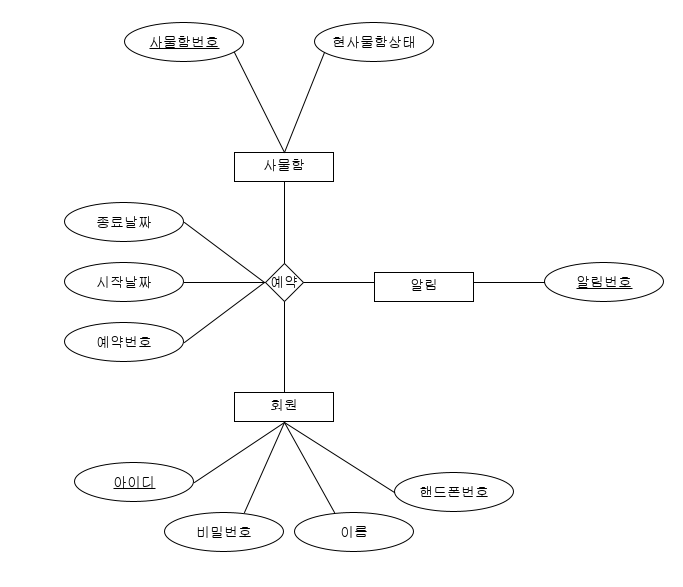 사물함번호
현사물함상태
사물함
종료날짜
시작날짜
예약
알림
알림번호
예약번호
회원
아이디
핸드폰번호
비밀번호
이름